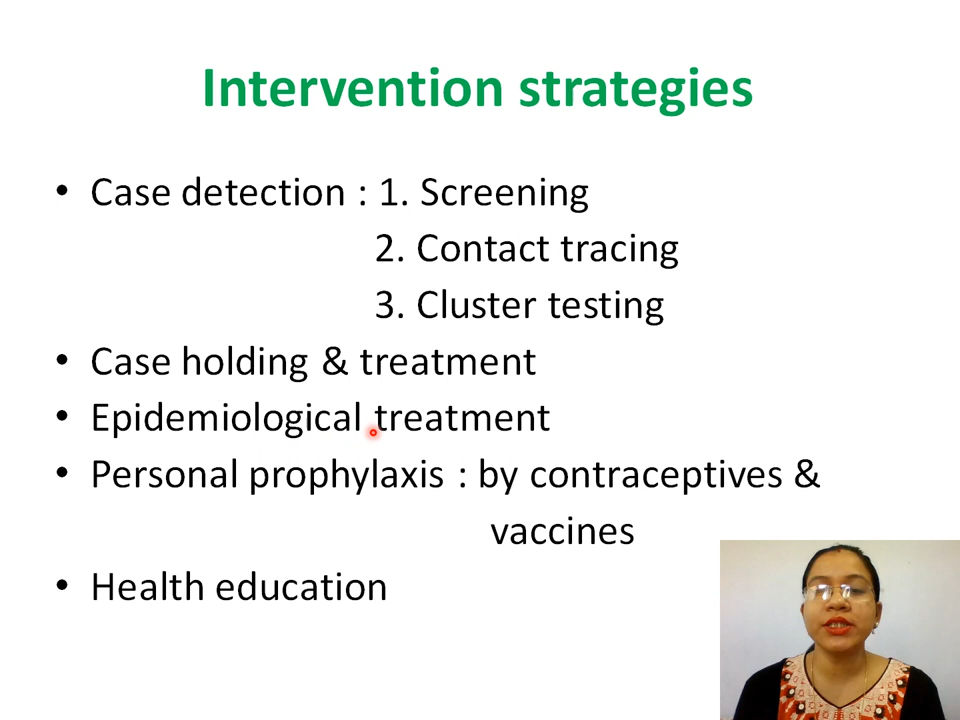 Intervention strategies
• Case detection : 1. Screening
2. Contact tracing
3. Cluster testing
• Case holding & treatment
• Epidemiological treatment
• Personal prophylaxis : by contraceptives &
vaccines
• Health education